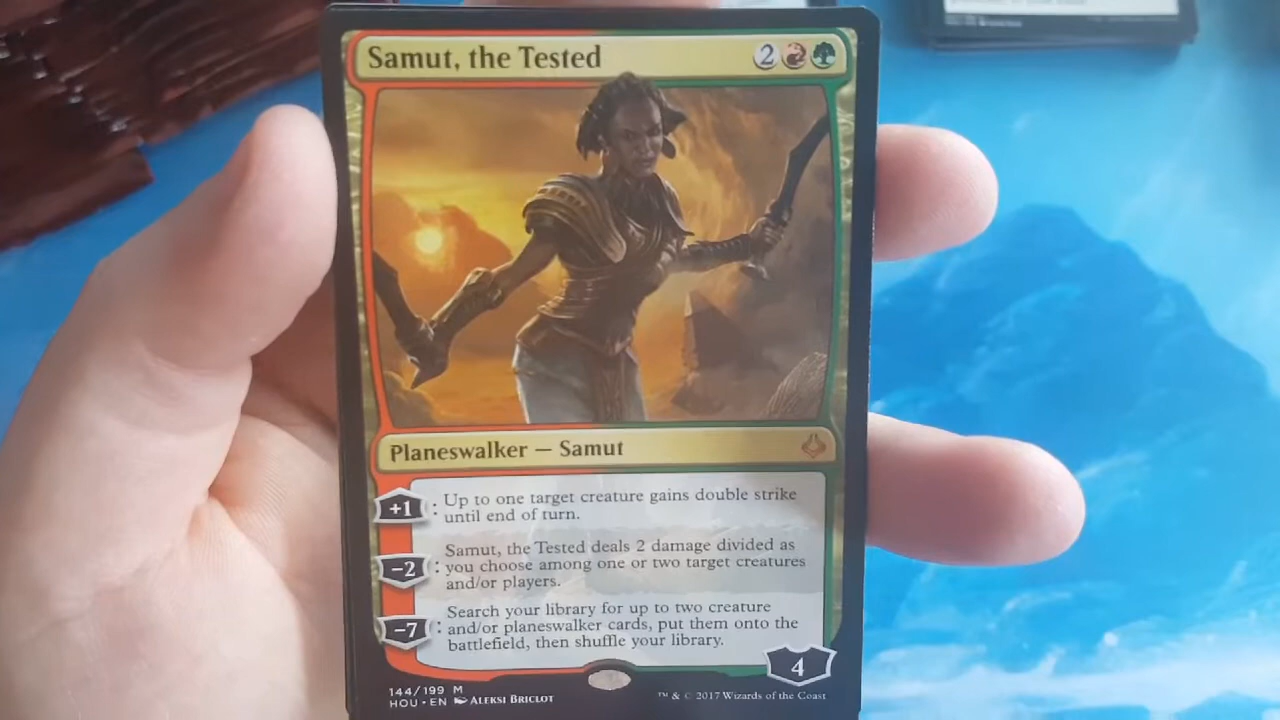 Samut, the Tested 2
Planeswalker — Samut
+1 : Up to one target creature gains double strike
until end of turn.
Samut, the Tested deals 2 damage divided as
−2 : you choose among one or two target creatures
and/or players.
Search your library for up to two creature
−7 : and/or planeswalker cards, put them onto the
battlefield, then shuffle your library.
4
144/199 M
HOU • EN ALEKSI BRICLOT
™ & © 2017 Wizards of the Coast